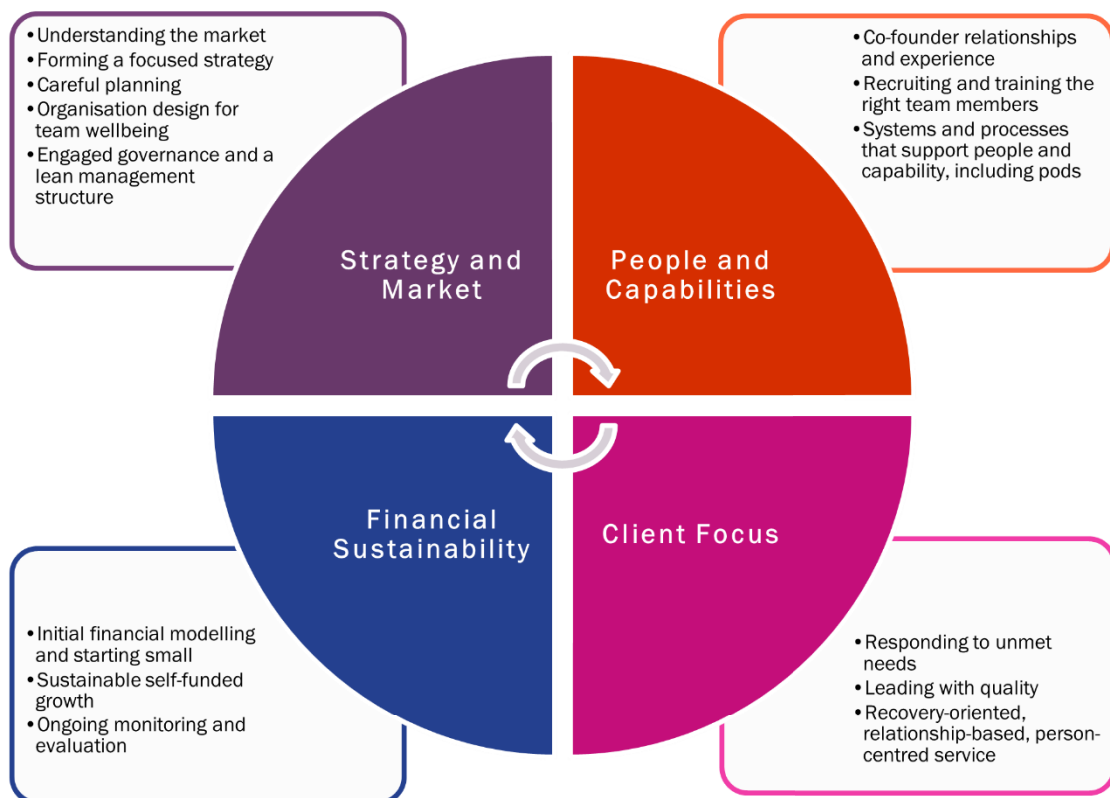 •Understanding the market
•Forming a focused strategy
•Careful planning
•Organisation design for
team wellbeing
•Engaged governance and a
lean management
structure
•Co-founder relationships
and experience
•Recruiting and training the
right team members
•Systems and processes
that support people and
capability, including pods
Strategy and
Market
People and
Capabilities
Financial
Sustainability
Client Focus
•Initial financial modelling
and starting small
•Sustainable self-funded
growth
•Ongoing monitoring and
evaluation
•Responding to unmet
needs
•Leading with quality
•Recovery-oriented,
relationship-based, person-
centred service